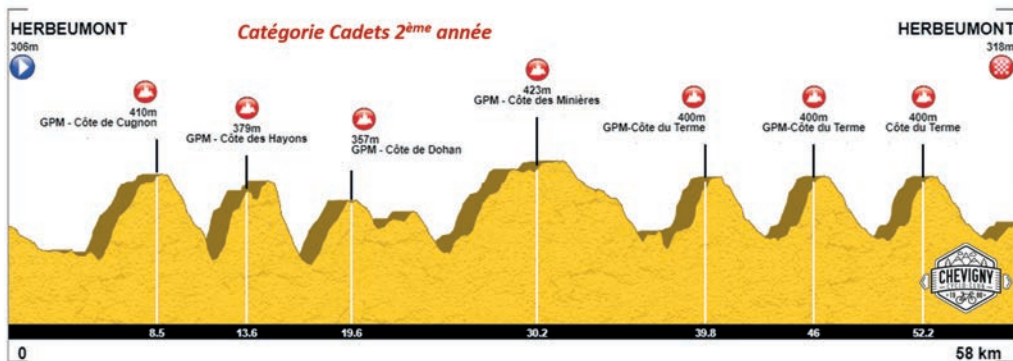 HERBEUMONT
306m
Catégorie Cadets 2ème année
HERBEUMONT
318m
410m
GPM - Côte de Cugnon
379m
GPM - Côte des Hayons
357m
GPM - Côte de Dohan
423m
GPM - Côte des Minières
400m
GPM-Côte du Terme
400m
GPM-Côte du Terme
400m
Côte du Terme
CHEVIGNY
CYCLO CLUB
8.5
13.6
19.6
30.2
39.8
46
52.2
0
58 km